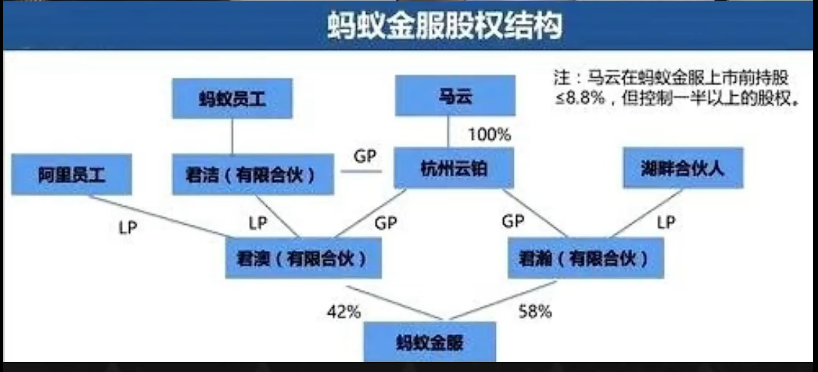 蚂蚁金服股权结构
注：马云在蚂蚁金服上市前持股
≤8.8%，但控制一半以上的股权。
蚂蚁员工
马云
100%
阿里员工
君洁（有限合伙）
GP
杭州云铂
湖畔合伙人
LP
LP
GP
GP
LP
君澳（有限合伙）
君瀚（有限合伙）
42%
58%
蚂蚁金服